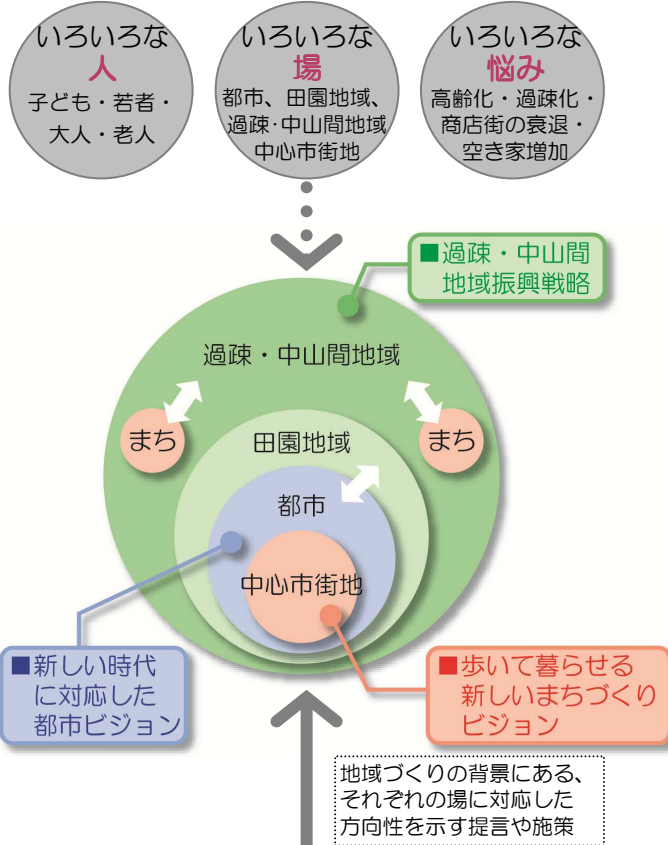 いろいろな
人
子ども・若者・
大人・老人
いろいろな
場
都市、田園地域、
過疎・中山間地域
中心市街地
いろいろな
悩み
高齢化・過疎化・
商店街の衰退・
空き家増加
■過疎・中山間
地域振興戦略
過疎・中山間地域
まち
まち
田園地域
都市
中心市街地
■新しい時代
に対応した
都市ビジョン
■歩いて暮らせる
新しいまちづくり
ビジョン
地域づくりの背景にある、
それぞれの場に対応した
方向性を示す提言や施策